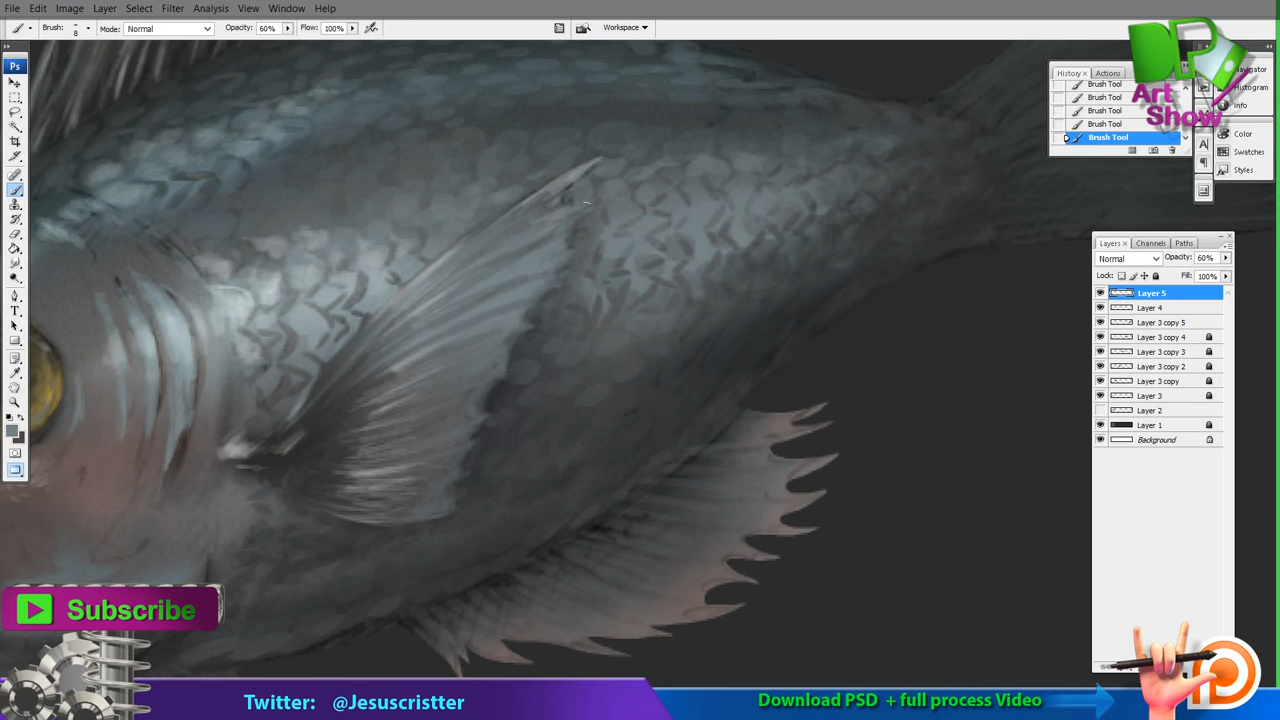 File Edit Image Layer Select Filter Analysis View Window Help
Brush: 8 Mode: Normal Opacity: 60% Flow: 100% Workspace
Ps
DP
Art
Show
History × Actions
Brush Tool
Brush Tool
Brush Tool
Brush Tool
Brush Tool
Navigator
Histogram
Info
Color
Swatches
Styles
Layers × Channels Paths
Normal Opacity: 60%
Lock: Fill: 100%
Layer 5
Layer 4
Layer 3 copy 5
Layer 3 copy 4
Layer 3 copy 3
Layer 3 copy 2
Layer 3 copy
Layer 3
Layer 2
Layer 1
Background
Subscribe
Twitter: @Jesuscristter
Download PSD + full process Video